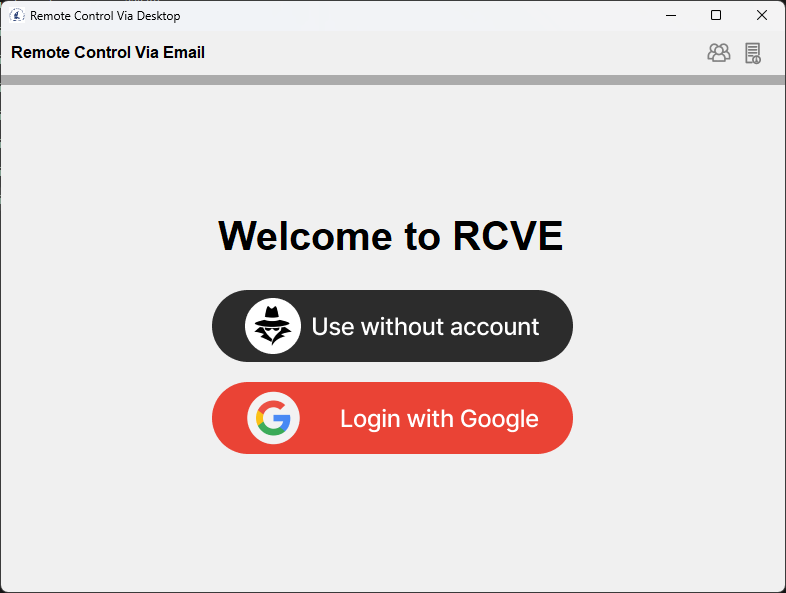 Remote Control Via Desktop
Remote Control Via Email
Welcome to RCVE
Use without account
Login with Google